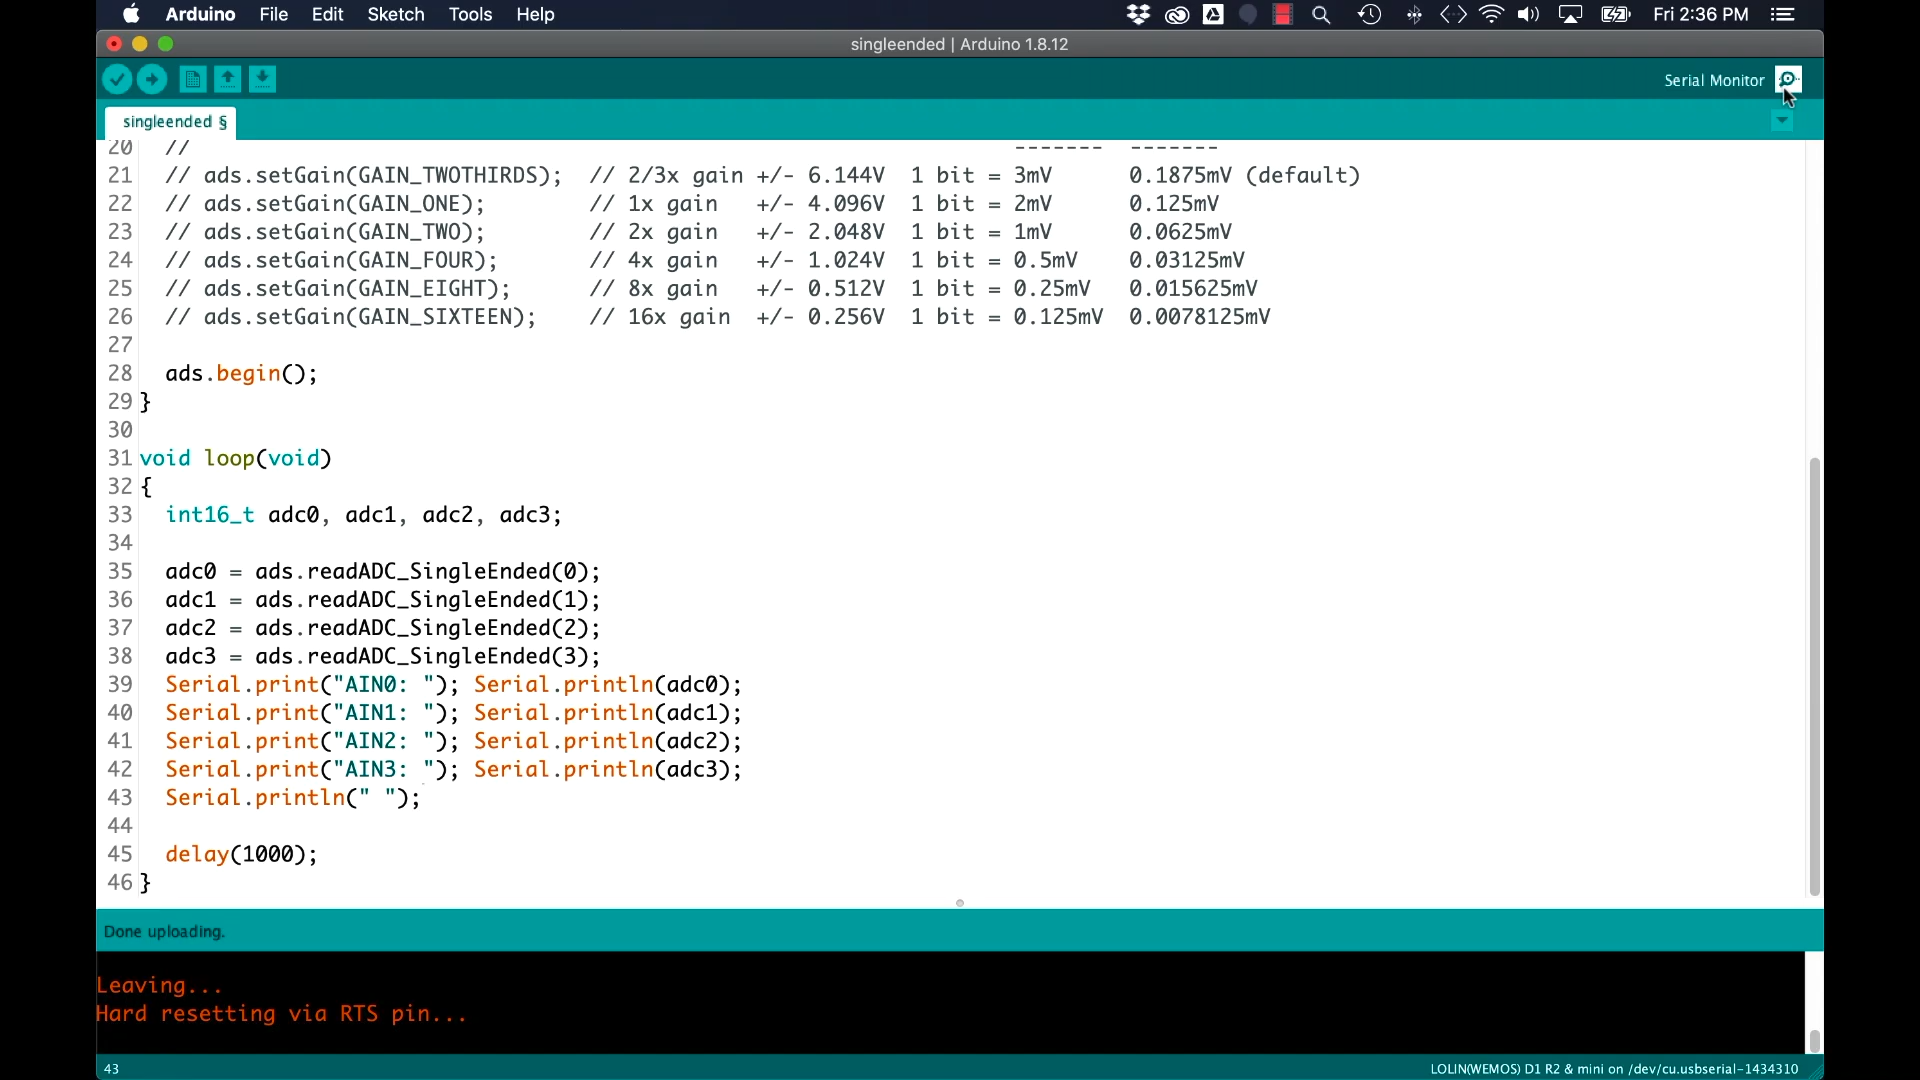 Arduino File Edit Sketch Tools Help Fri 2:36 PM
singleended | Arduino 1.8.12
Serial Monitor
singleended §
20 // ------- -------
21 // ads.setGain(GAIN_TWOTHIRDS); // 2/3x gain +/- 6.144V 1 bit = 3mV 0.1875mV (default)
22 // ads.setGain(GAIN_ONE); // 1x gain +/- 4.096V 1 bit = 2mV 0.125mV
23 // ads.setGain(GAIN_TWO); // 2x gain +/- 2.048V 1 bit = 1mV 0.0625mV
24 // ads.setGain(GAIN_FOUR); // 4x gain +/- 1.024V 1 bit = 0.5mV 0.03125mV
25 // ads.setGain(GAIN_EIGHT); // 8x gain +/- 0.512V 1 bit = 0.25mV 0.015625mV
26 // ads.setGain(GAIN_SIXTEEN); // 16x gain +/- 0.256V 1 bit = 0.125mV 0.0078125mV
27
28 ads.begin();
29 }
30
31 void loop(void)
32 {
33 int16_t adc0, adc1, adc2, adc3;
34
35 adc0 = ads.readADC_SingleEnded(0);
36 adc1 = ads.readADC_SingleEnded(1);
37 adc2 = ads.readADC_SingleEnded(2);
38 adc3 = ads.readADC_SingleEnded(3);
39 Serial.print("AIN0: "); Serial.println(adc0);
40 Serial.print("AIN1: "); Serial.println(adc1);
41 Serial.print("AIN2: "); Serial.println(adc2);
42 Serial.print("AIN3: "); Serial.println(adc3);
43 Serial.println(" ");
44
45 delay(1000);
46 }
Done uploading.
Leaving...
Hard resetting via RTS pin...
43 LOLIN(WEMOS) D1 R2 & mini on /dev/cu.usbserial-1434310